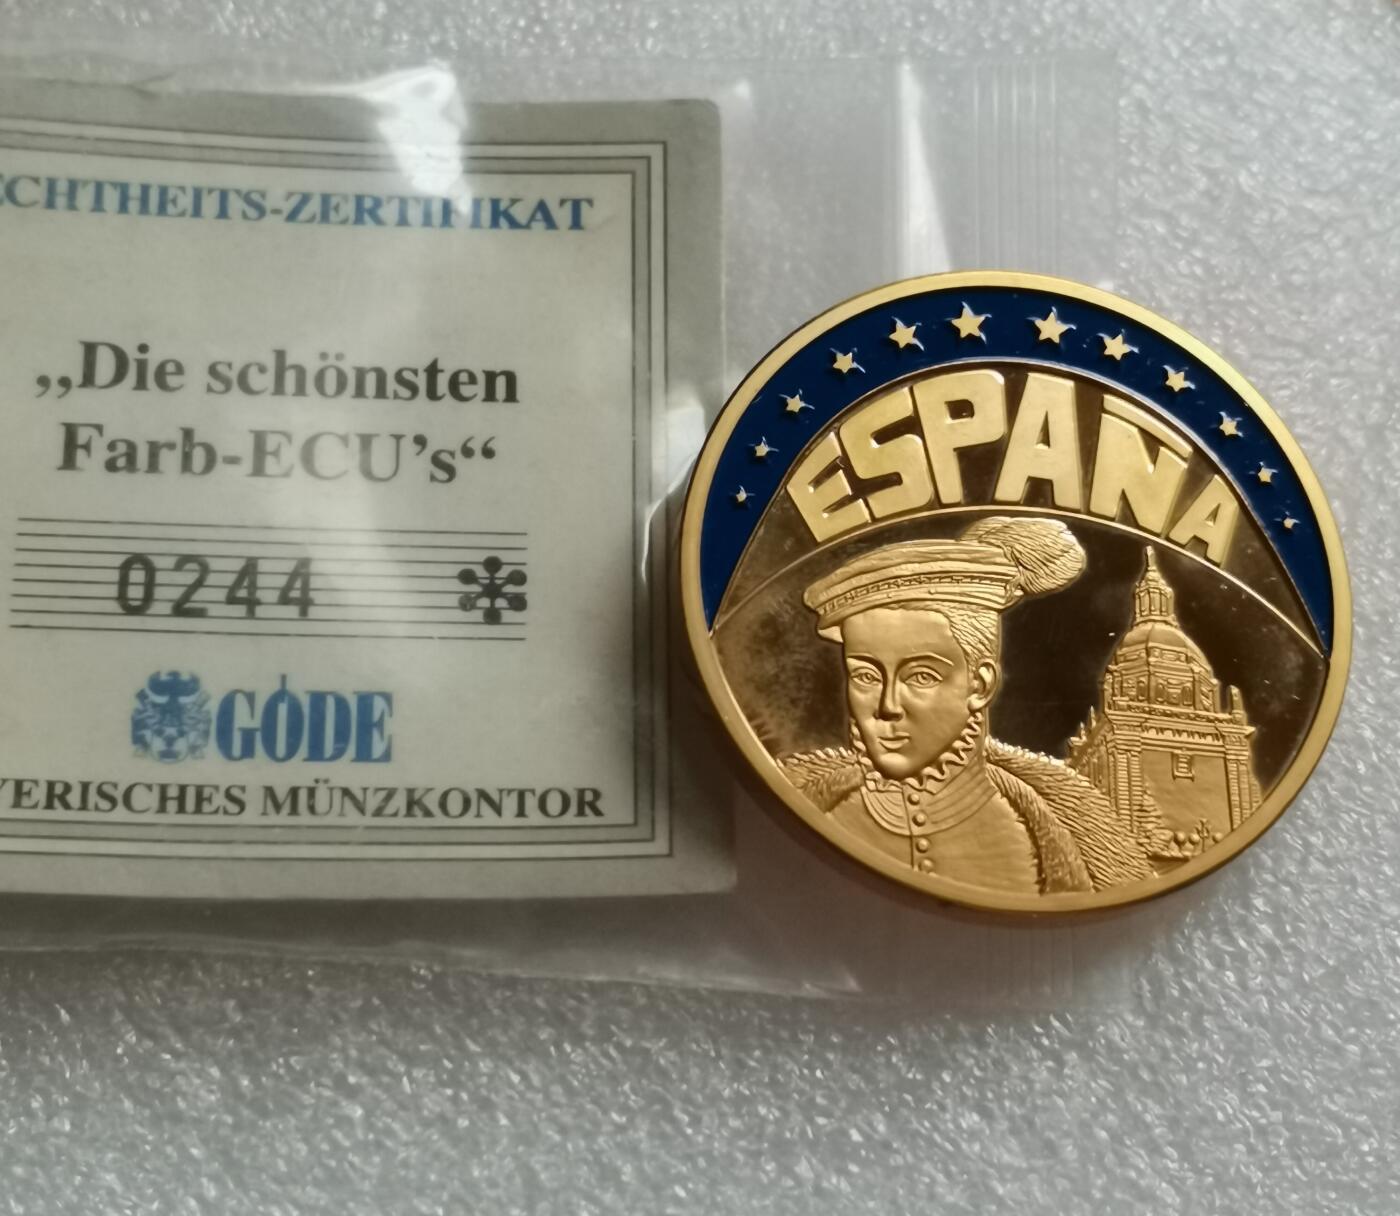 ECHTHEITS-ZERTIFIKAT
„Die schönsten
Farb-ECU’s“
0244
GÖDE
YERISCHES MÜNZKONTOR
ESPAÑA